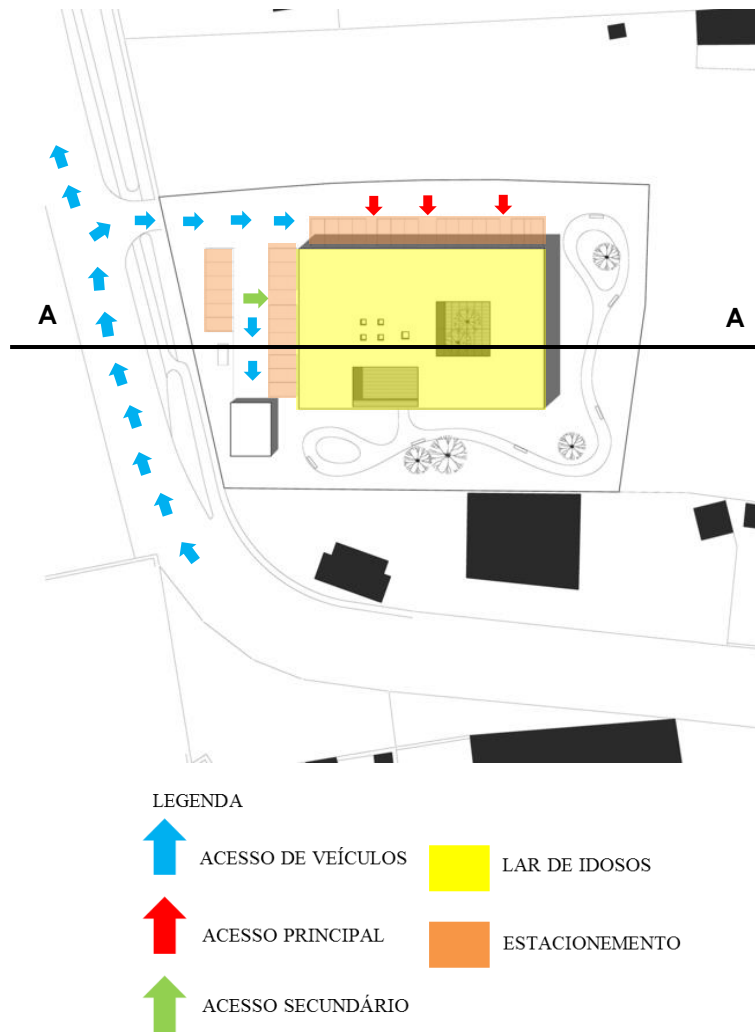 A A
LEGENDA
ACESSO DE VEÍCULOS
LAR DE IDOSOS
ACESSO PRINCIPAL
ESTACIONEMENTO
ACESSO SECUNDÁRIO